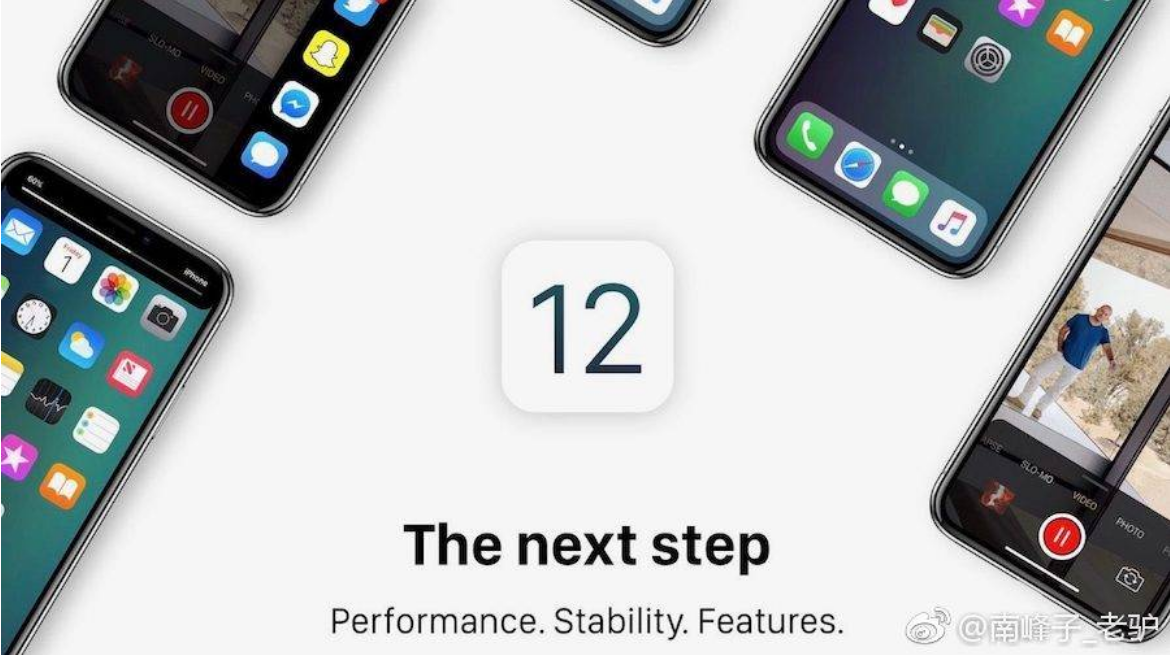 SLO-MO
VIDEO
PHO
60%
iPhone
Friday
1
12
The next step
Performance. Stability. Features.
APSE
SLO-MO
VIDEO
PHOTO
@南峰子_老驴